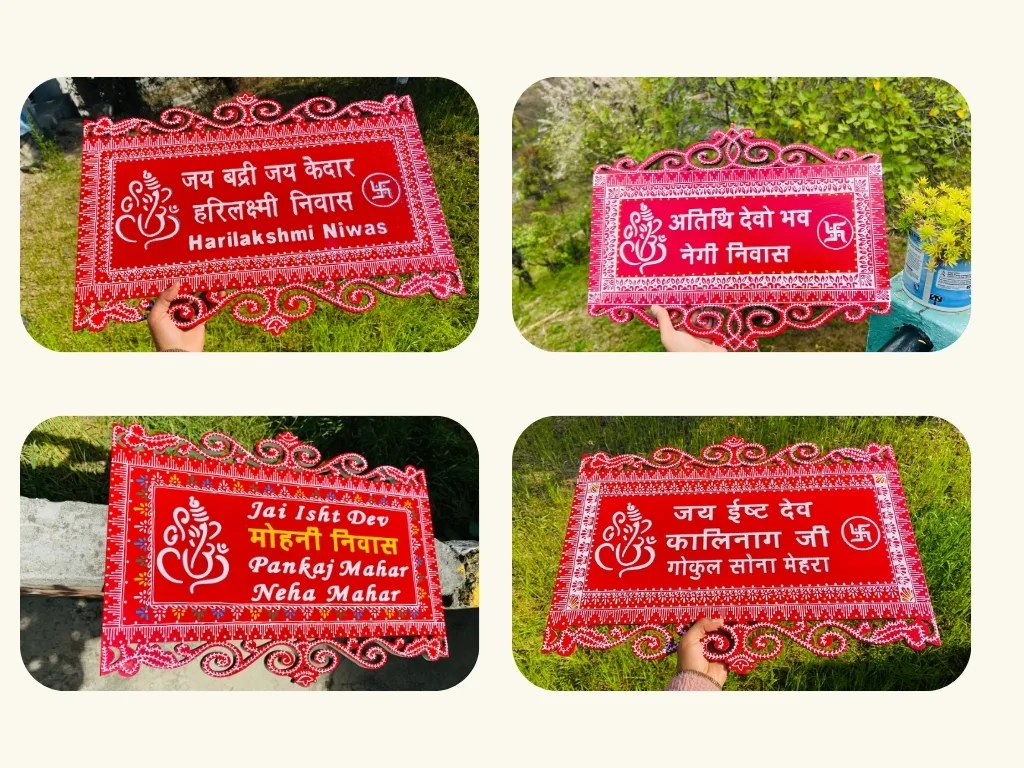 जय बद्री जय केदार
हरिलक्ष्मी निवास
Harilakshmi Niwas
अतिथि देवो भव
नेगी निवास
Jai Isht Dev
मोहनी निवास
Pankaj Mahar
Neha Mahar
जय ईष्ट देव
कालिनाग जी
गोकुल सोना मेहरा